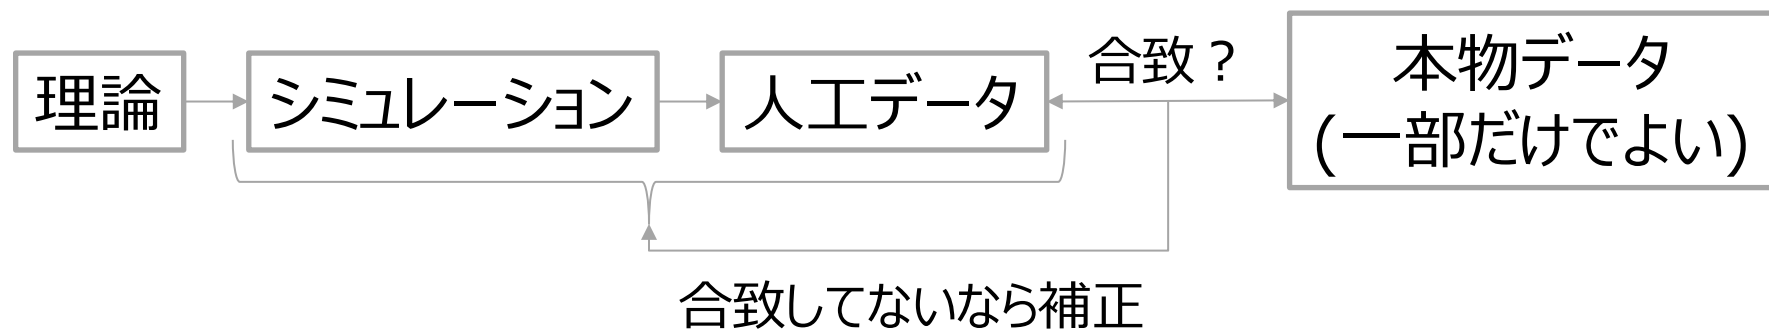 理論
シミュレーション
人工データ
合致？
本物データ
(一部だけでよい)
合致してないなら補正